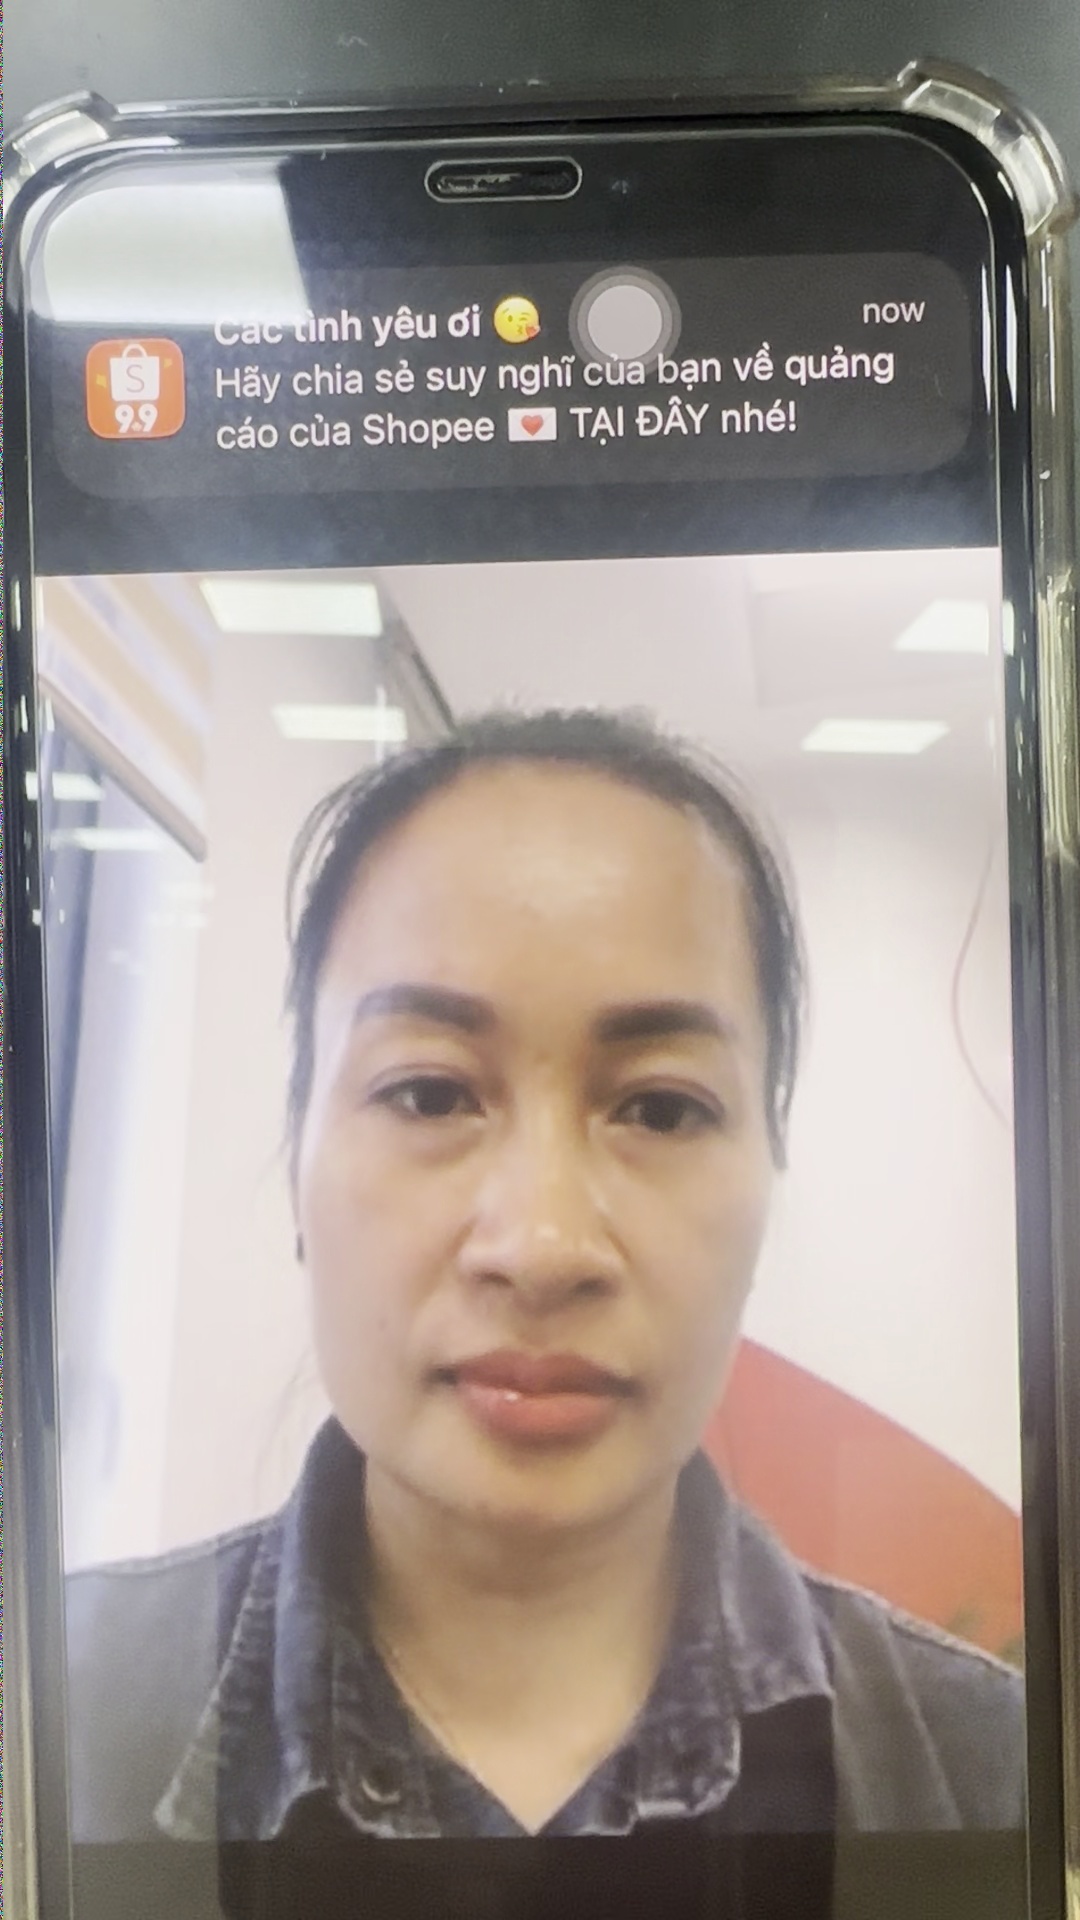 Các tình yêu ơi 😘
now
Hãy chia sẻ suy nghĩ của bạn về quảng
cáo của Shopee 💌 TẠI ĐÂY nhé!
S
9.9